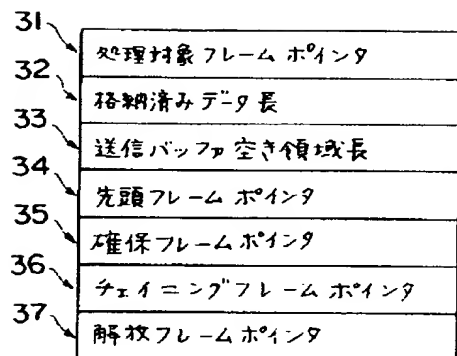 31 処理対象フレームポインタ
32 格納済みデータ長
33 送信バッファ空き領域長
34 先頭フレームポインタ
35 確保フレームポインタ
36 チェイニングフレームポインタ
37 解放フレームポインタ